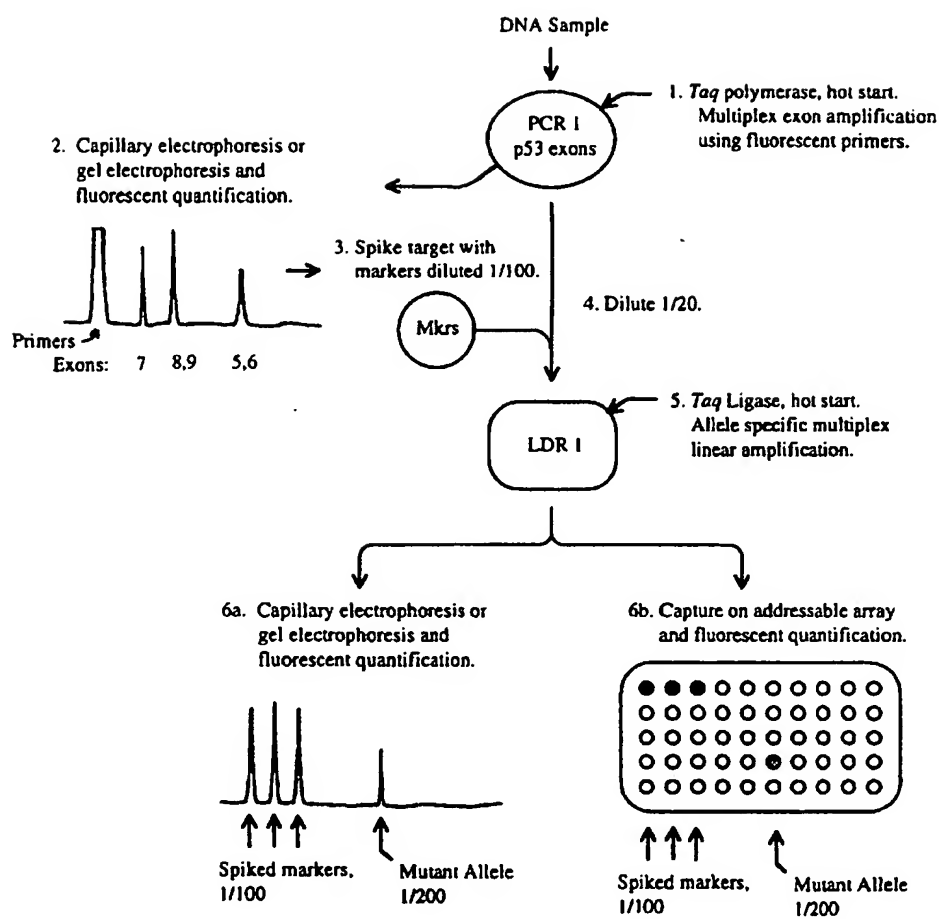 DNA Sample
PCR 1
p53 exons
1. Taq polymerase, hot start.
Multiplex exon amplification
using fluorescent primers.
2. Capillary electrophoresis or
gel electrophoresis and
fluorescent quantification.
Primers
Exons: 7 8,9 5,6
3. Spike target with
markers diluted 1/100.
Mkrs
4. Dilute 1/20.
LDR 1
5. Taq Ligase, hot start.
Allele specific multiplex
linear amplification.
6a. Capillary electrophoresis or
gel electrophoresis and
fluorescent quantification.
Spiked markers,
1/100
Mutant Allele
1/200
6b. Capture on addressable array
and fluorescent quantification.
Spiked markers,
1/100
Mutant Allele
1/200